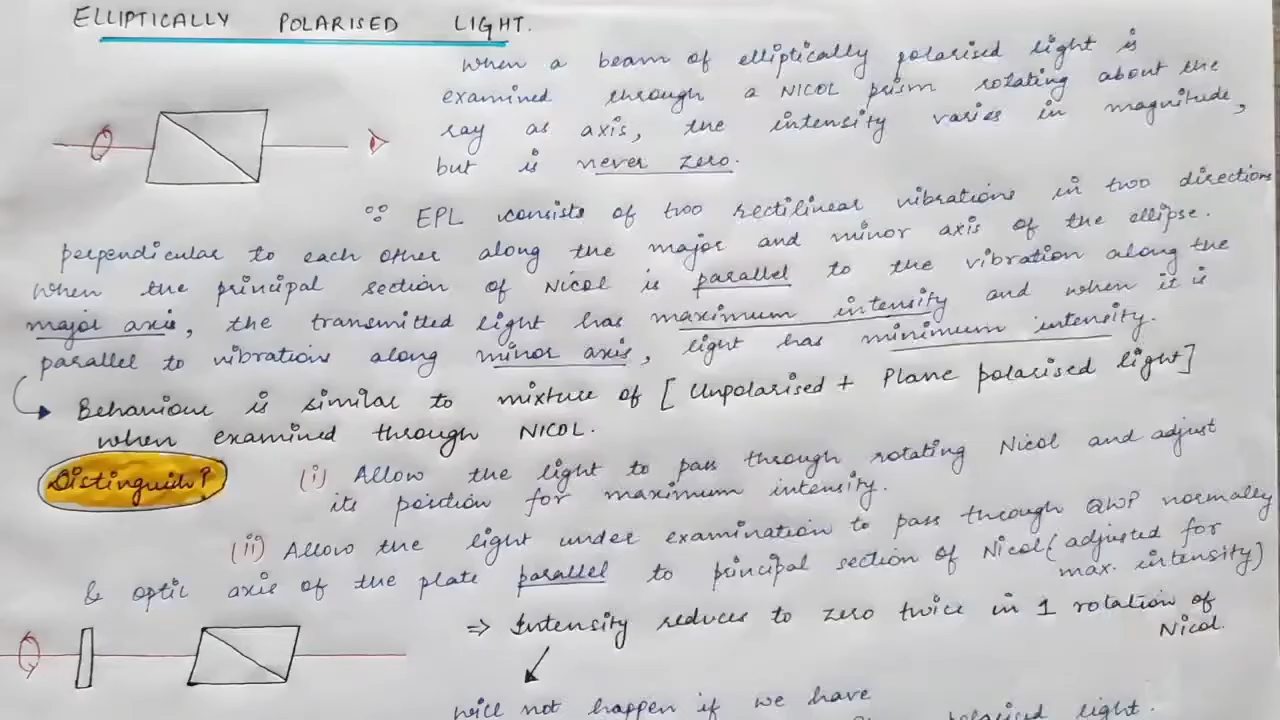 ELLIPTICALLY POLARISED LIGHT.
When a beam of elliptically polarised light is
examined through a NICOL prism rotating about the
ray as axis, the intensity varies in magnitude,
but is never zero.
∵ EPL consists of two rectilinear vibrations in two directions
perpendicular to each other along the major and minor axis of the ellipse.
When the principal section of Nicol is parallel to the vibration along the
major axis, the transmitted light has maximum intensity and when it is
parallel to vibrations along minor axis, light has minimum intensity.
Behaviour is similar to mixture of [Unpolarised + Plane polarised light]
when examined through NICOL.
Distinguish?
(i) Allow the light to pass through rotating Nicol and adjust
its position for maximum intensity.
(ii) Allow the light under examination to pass through QWP normally
& optic axis of the plate parallel to principal section of Nicol (adjusted for
max. intensity)
⇒ Intensity reduces to zero twice in 1 rotation of
Nicol.
will not happen if we have
polarised light.